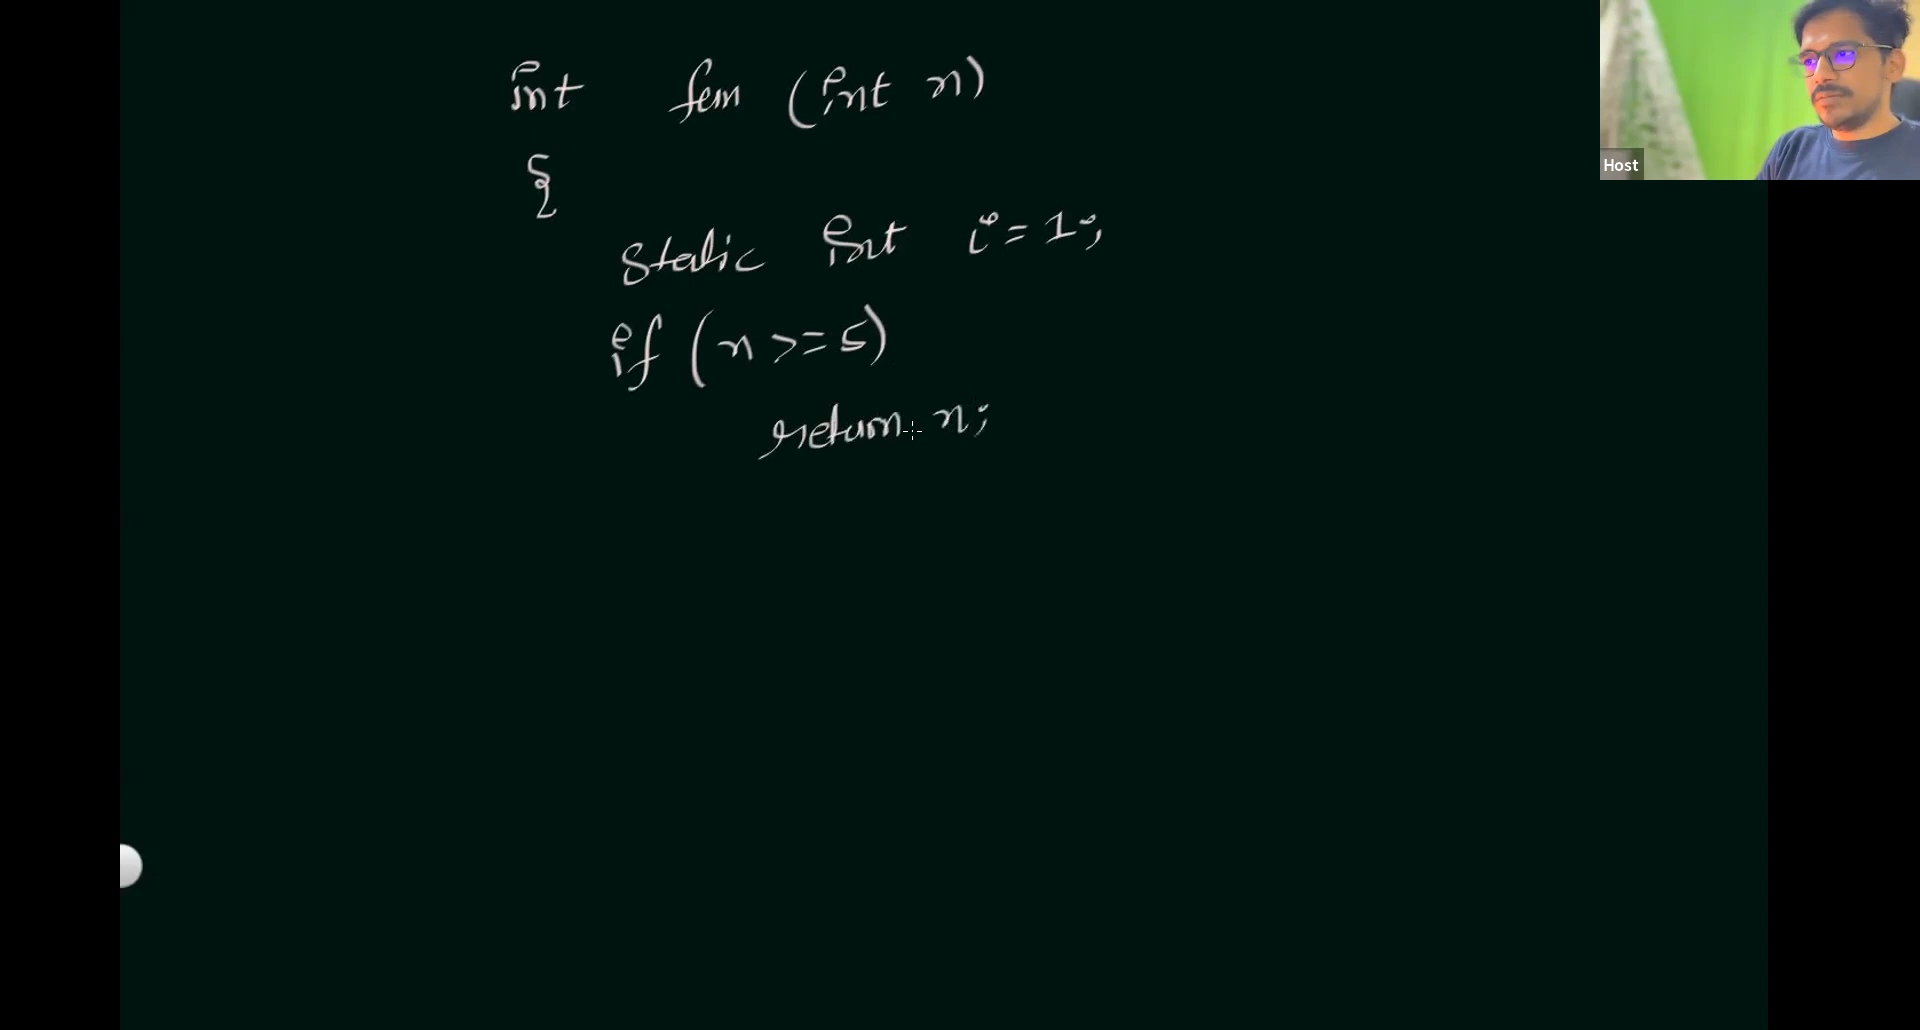 int fun (int n)
{
static int i = 1;
if (n >= 5)
return n;
Host